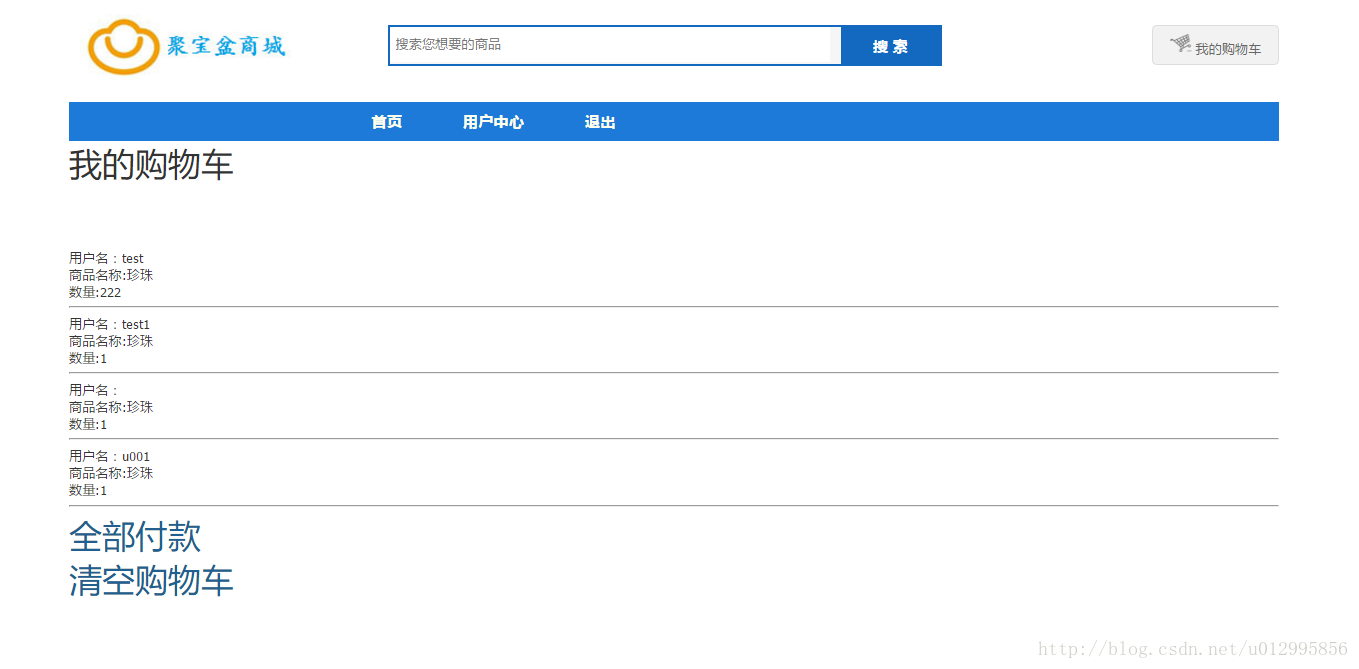 聚宝盆商城
搜索您想要的商品
搜 索
我的购物车
首页 用户中心 退出
我的购物车
用户名：test
商品名称:珍珠
数量:222
用户名：test1
商品名称:珍珠
数量:1
用户名：
商品名称:珍珠
数量:1
用户名：u001
商品名称:珍珠
数量:1
全部付款
清空购物车
http://blog.csdn.net/u012995856